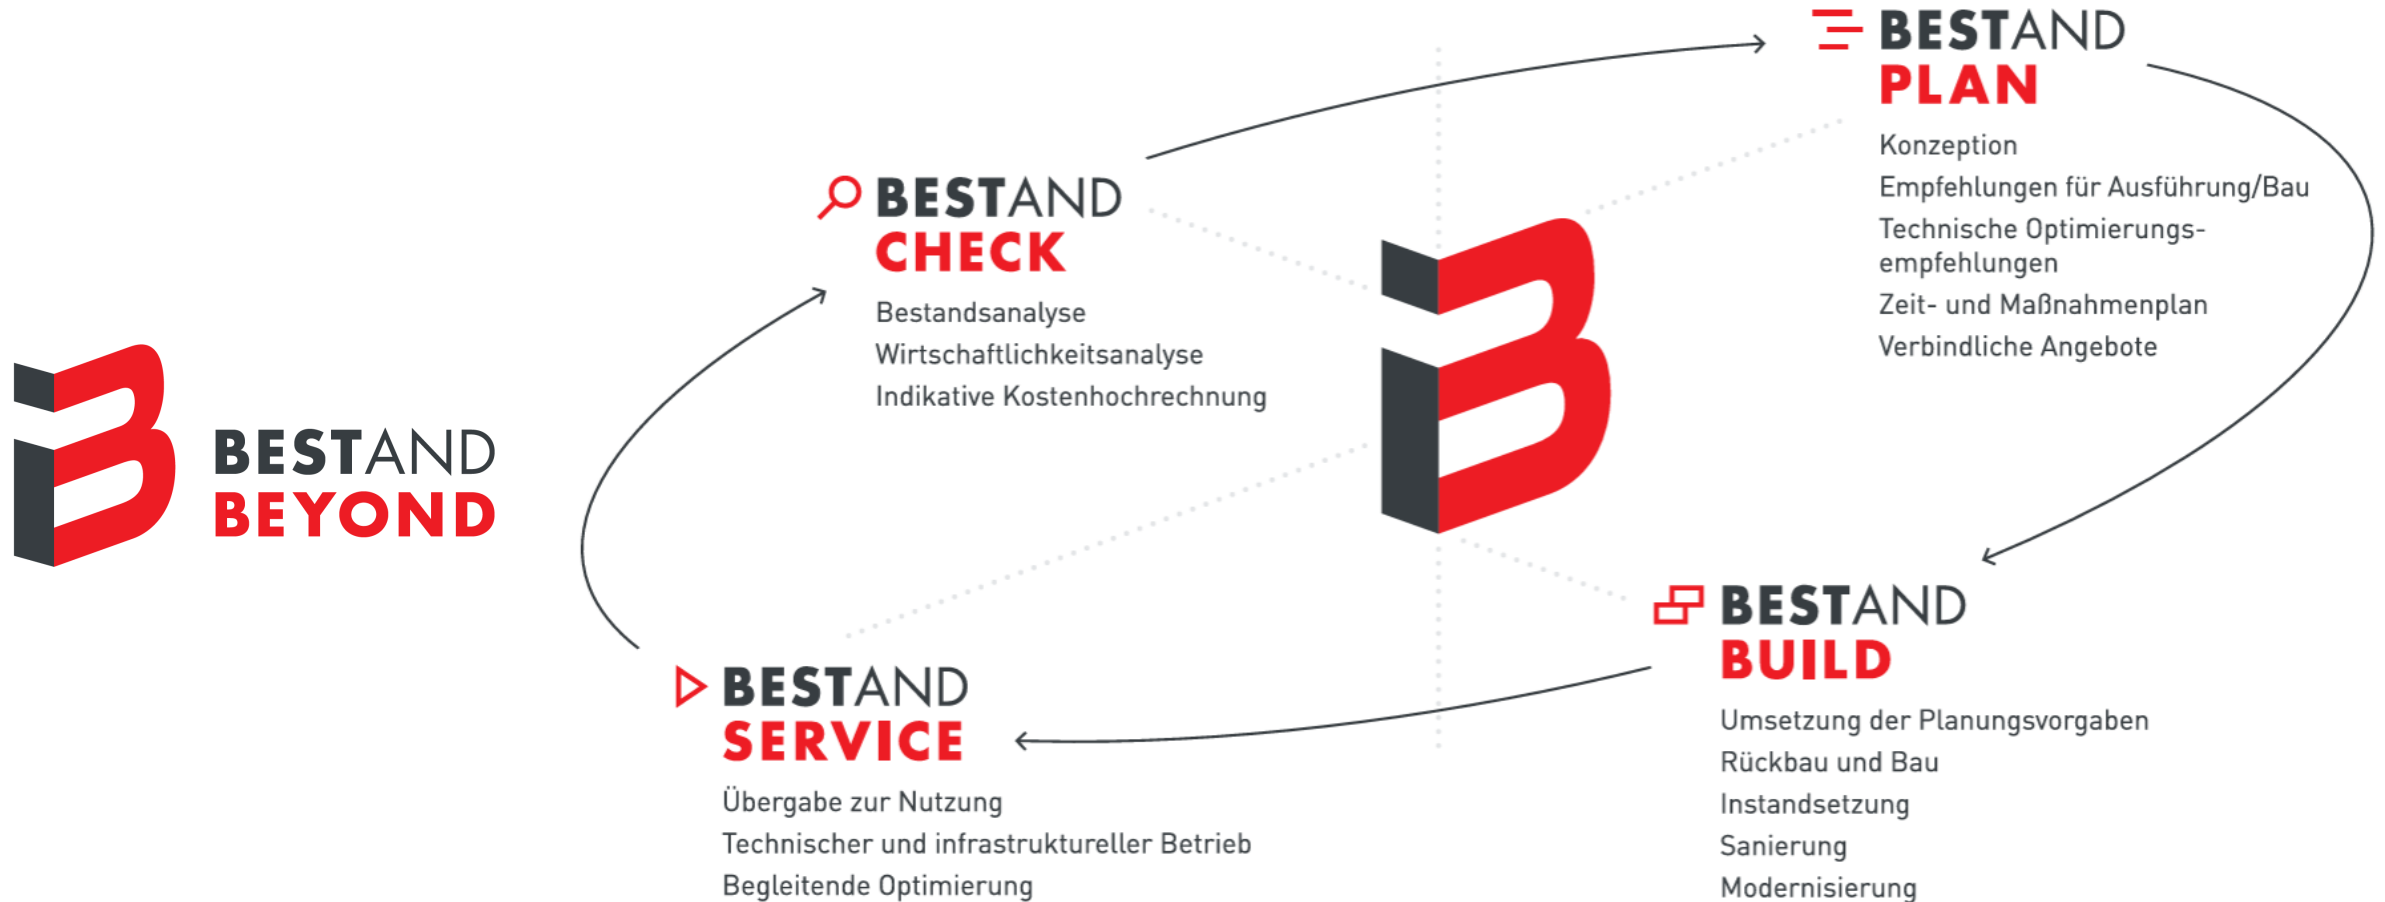 BESTAND
BEYOND
BESTAND
CHECK
Bestandsanalyse
Wirtschaftlichkeitsanalyse
Indikative Kostenhochrechnung
BESTAND
PLAN
Konzeption
Empfehlungen für Ausführung/Bau
Technische Optimierungs-
empfehlungen
Zeit- und Maßnahmenplan
Verbindliche Angebote
BESTAND
BUILD
Umsetzung der Planungsvorgaben
Rückbau und Bau
Instandsetzung
Sanierung
Modernisierung
BESTAND
SERVICE
Übergabe zur Nutzung
Technischer und infrastruktureller Betrieb
Begleitende Optimierung